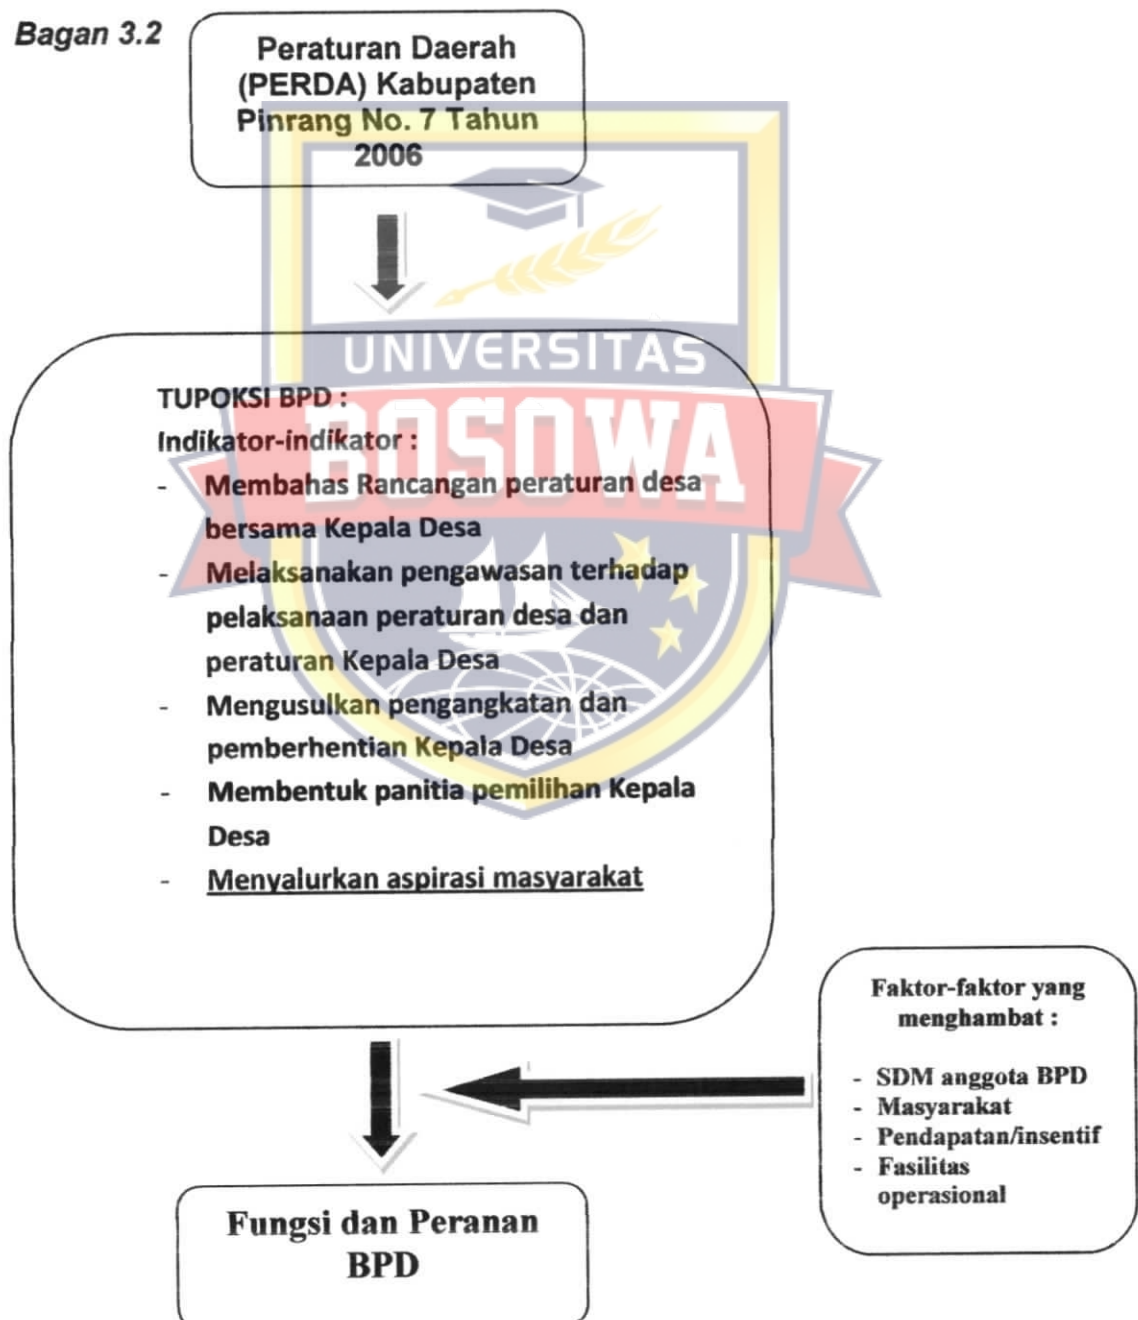 Bagan 3.2
Peraturan Daerah
(PERDA) Kabupaten
Pinrang No. 7 Tahun
2006
UNIVERSITAS
BOSOWA
TUPOKSI BPD :
Indikator-indikator :
- Membahas Rancangan peraturan desa
bersama Kepala Desa
- Melaksanakan pengawasan terhadap
pelaksanaan peraturan desa dan
peraturan Kepala Desa
- Mengusulkan pengangkatan dan
pemberhentian Kepala Desa
- Membentuk panitia pemilihan Kepala
Desa
- Menyalurkan aspirasi masyarakat
Faktor-faktor yang
menghambat :
- SDM anggota BPD
- Masyarakat
- Pendapatan/insentif
- Fasilitas
operasional
Fungsi dan Peranan
BPD